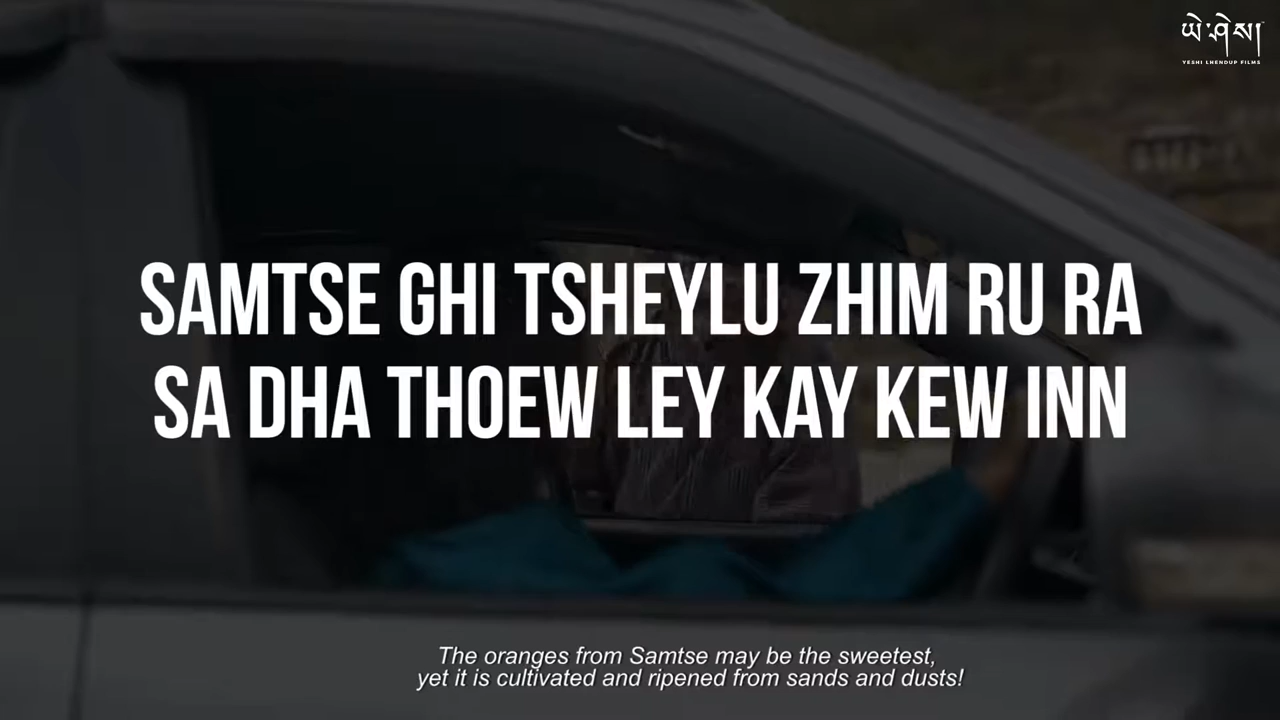 ཡེ་ཤེས།
YESHI LHENDUP FILMS
SAMTSE GHI TSHEYLU ZHIM RU RA
SA DHA THOEW LEY KAY KEW INN
The oranges from Samtse may be the sweetest,
yet it is cultivated and ripened from sands and dusts!